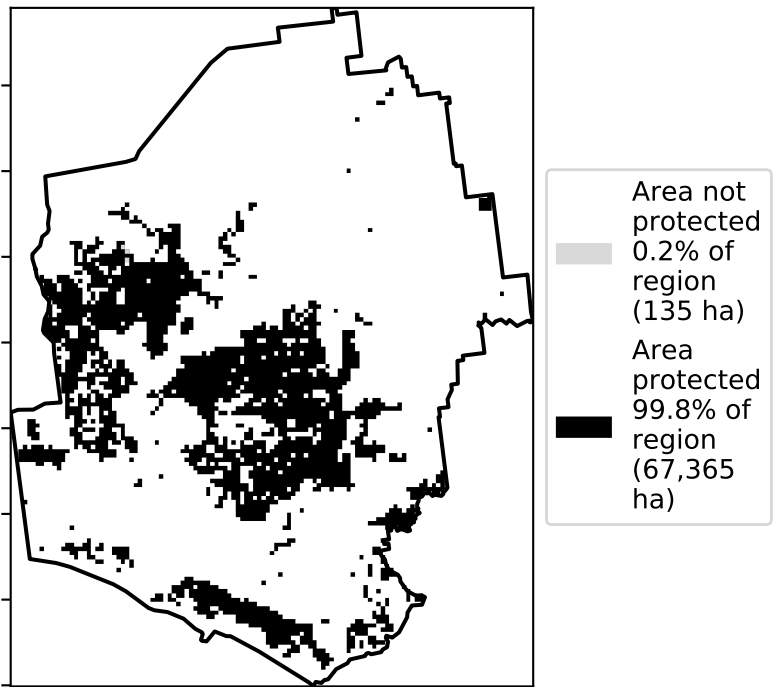 Area not
protected
0.2% of
region
(135 ha)
Area
protected
99.8% of
region
(67,365
ha)